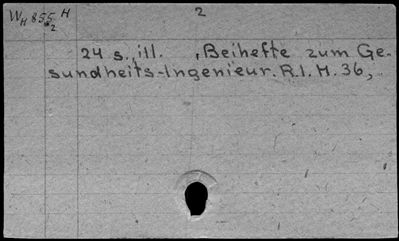 W_H 855_2 H
2
24 s., ill. , Beihefte zum Ge-
sundheits-Ingenieur. R.I. H. 36,